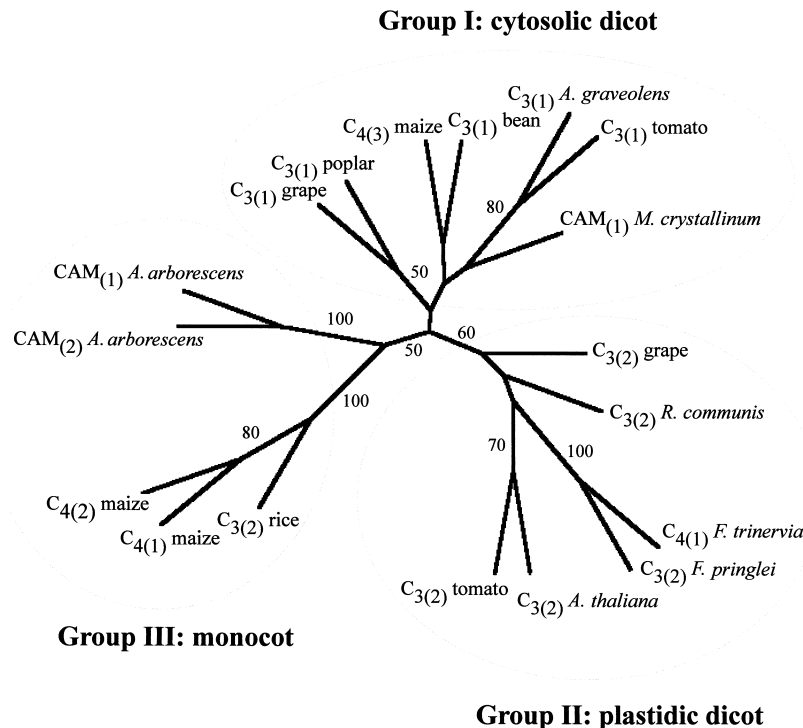 Group I: cytosolic dicot
C3(1) A. graveolens
C4(3) maize
C3(1) bean
C3(1) tomato
C3(1) poplar
C3(1) grape
80
CAM(1) M. crystallinum
50
CAM(1) A. arborescens
100
CAM(2) A. arborescens
50
60
C3(2) grape
100
C3(2) R. communis
80
70
100
C4(2) maize
C4(1) maize
C3(2) rice
C4(1) F. trinervia
C3(2) F. pringlei
C3(2) tomato
C3(2) A. thaliana
Group III: monocot
Group II: plastidic dicot